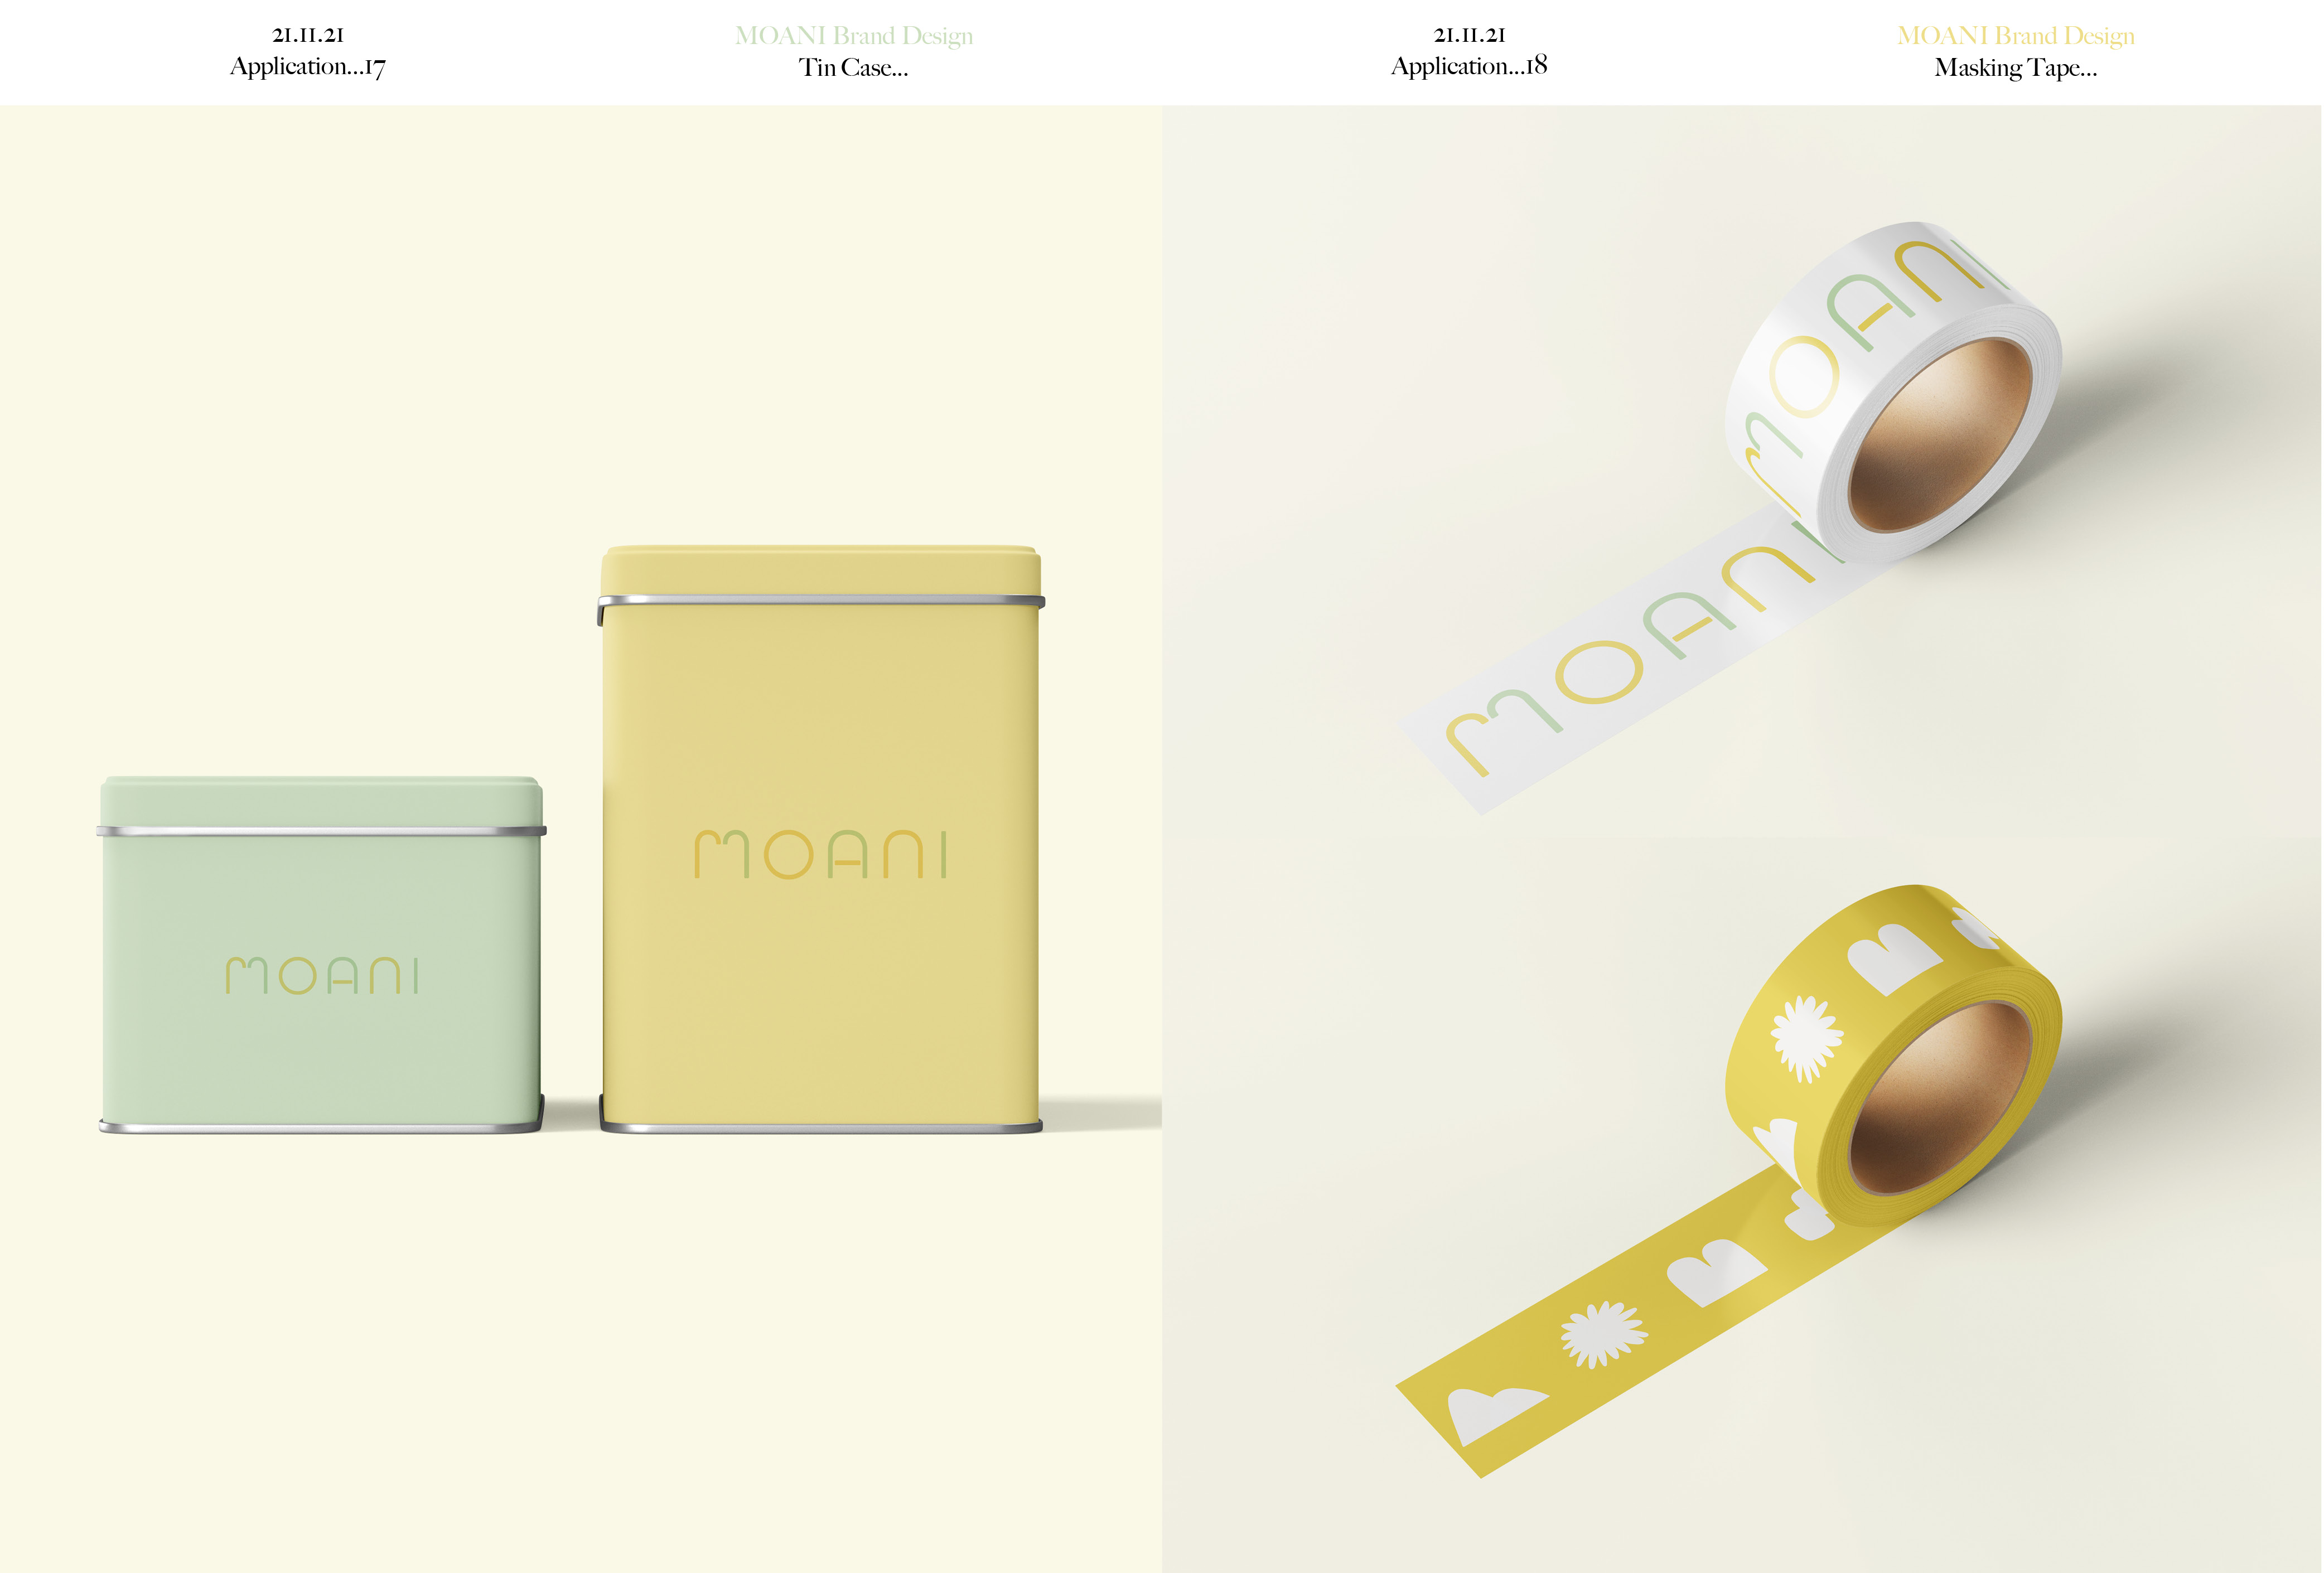 21.11.21
Application...17
MOANI Brand Design
Tin Case...
21.11.21
Application...18
MOANI Brand Design
Masking Tape...
MOANI
MOANI
MOANI
MOANI